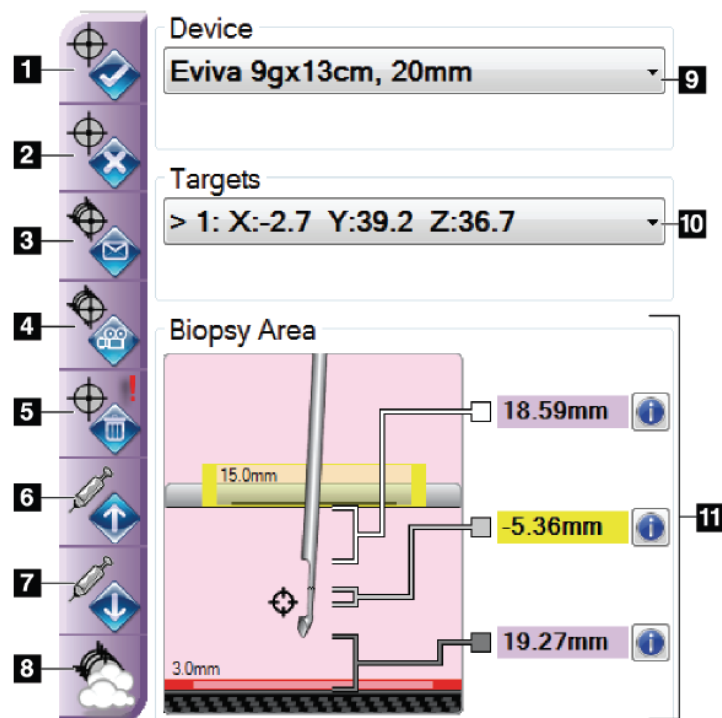 Device
1
Eviva 9gx13cm, 20mm
9
2
Targets
3
> 1: X:-2.7 Y:39.2 Z:36.7
10
4
Biopsy Area
5
!
18.59mm
i
6
15.0mm
11
-5.36mm
i
7
19.27mm
i
8
3.0mm